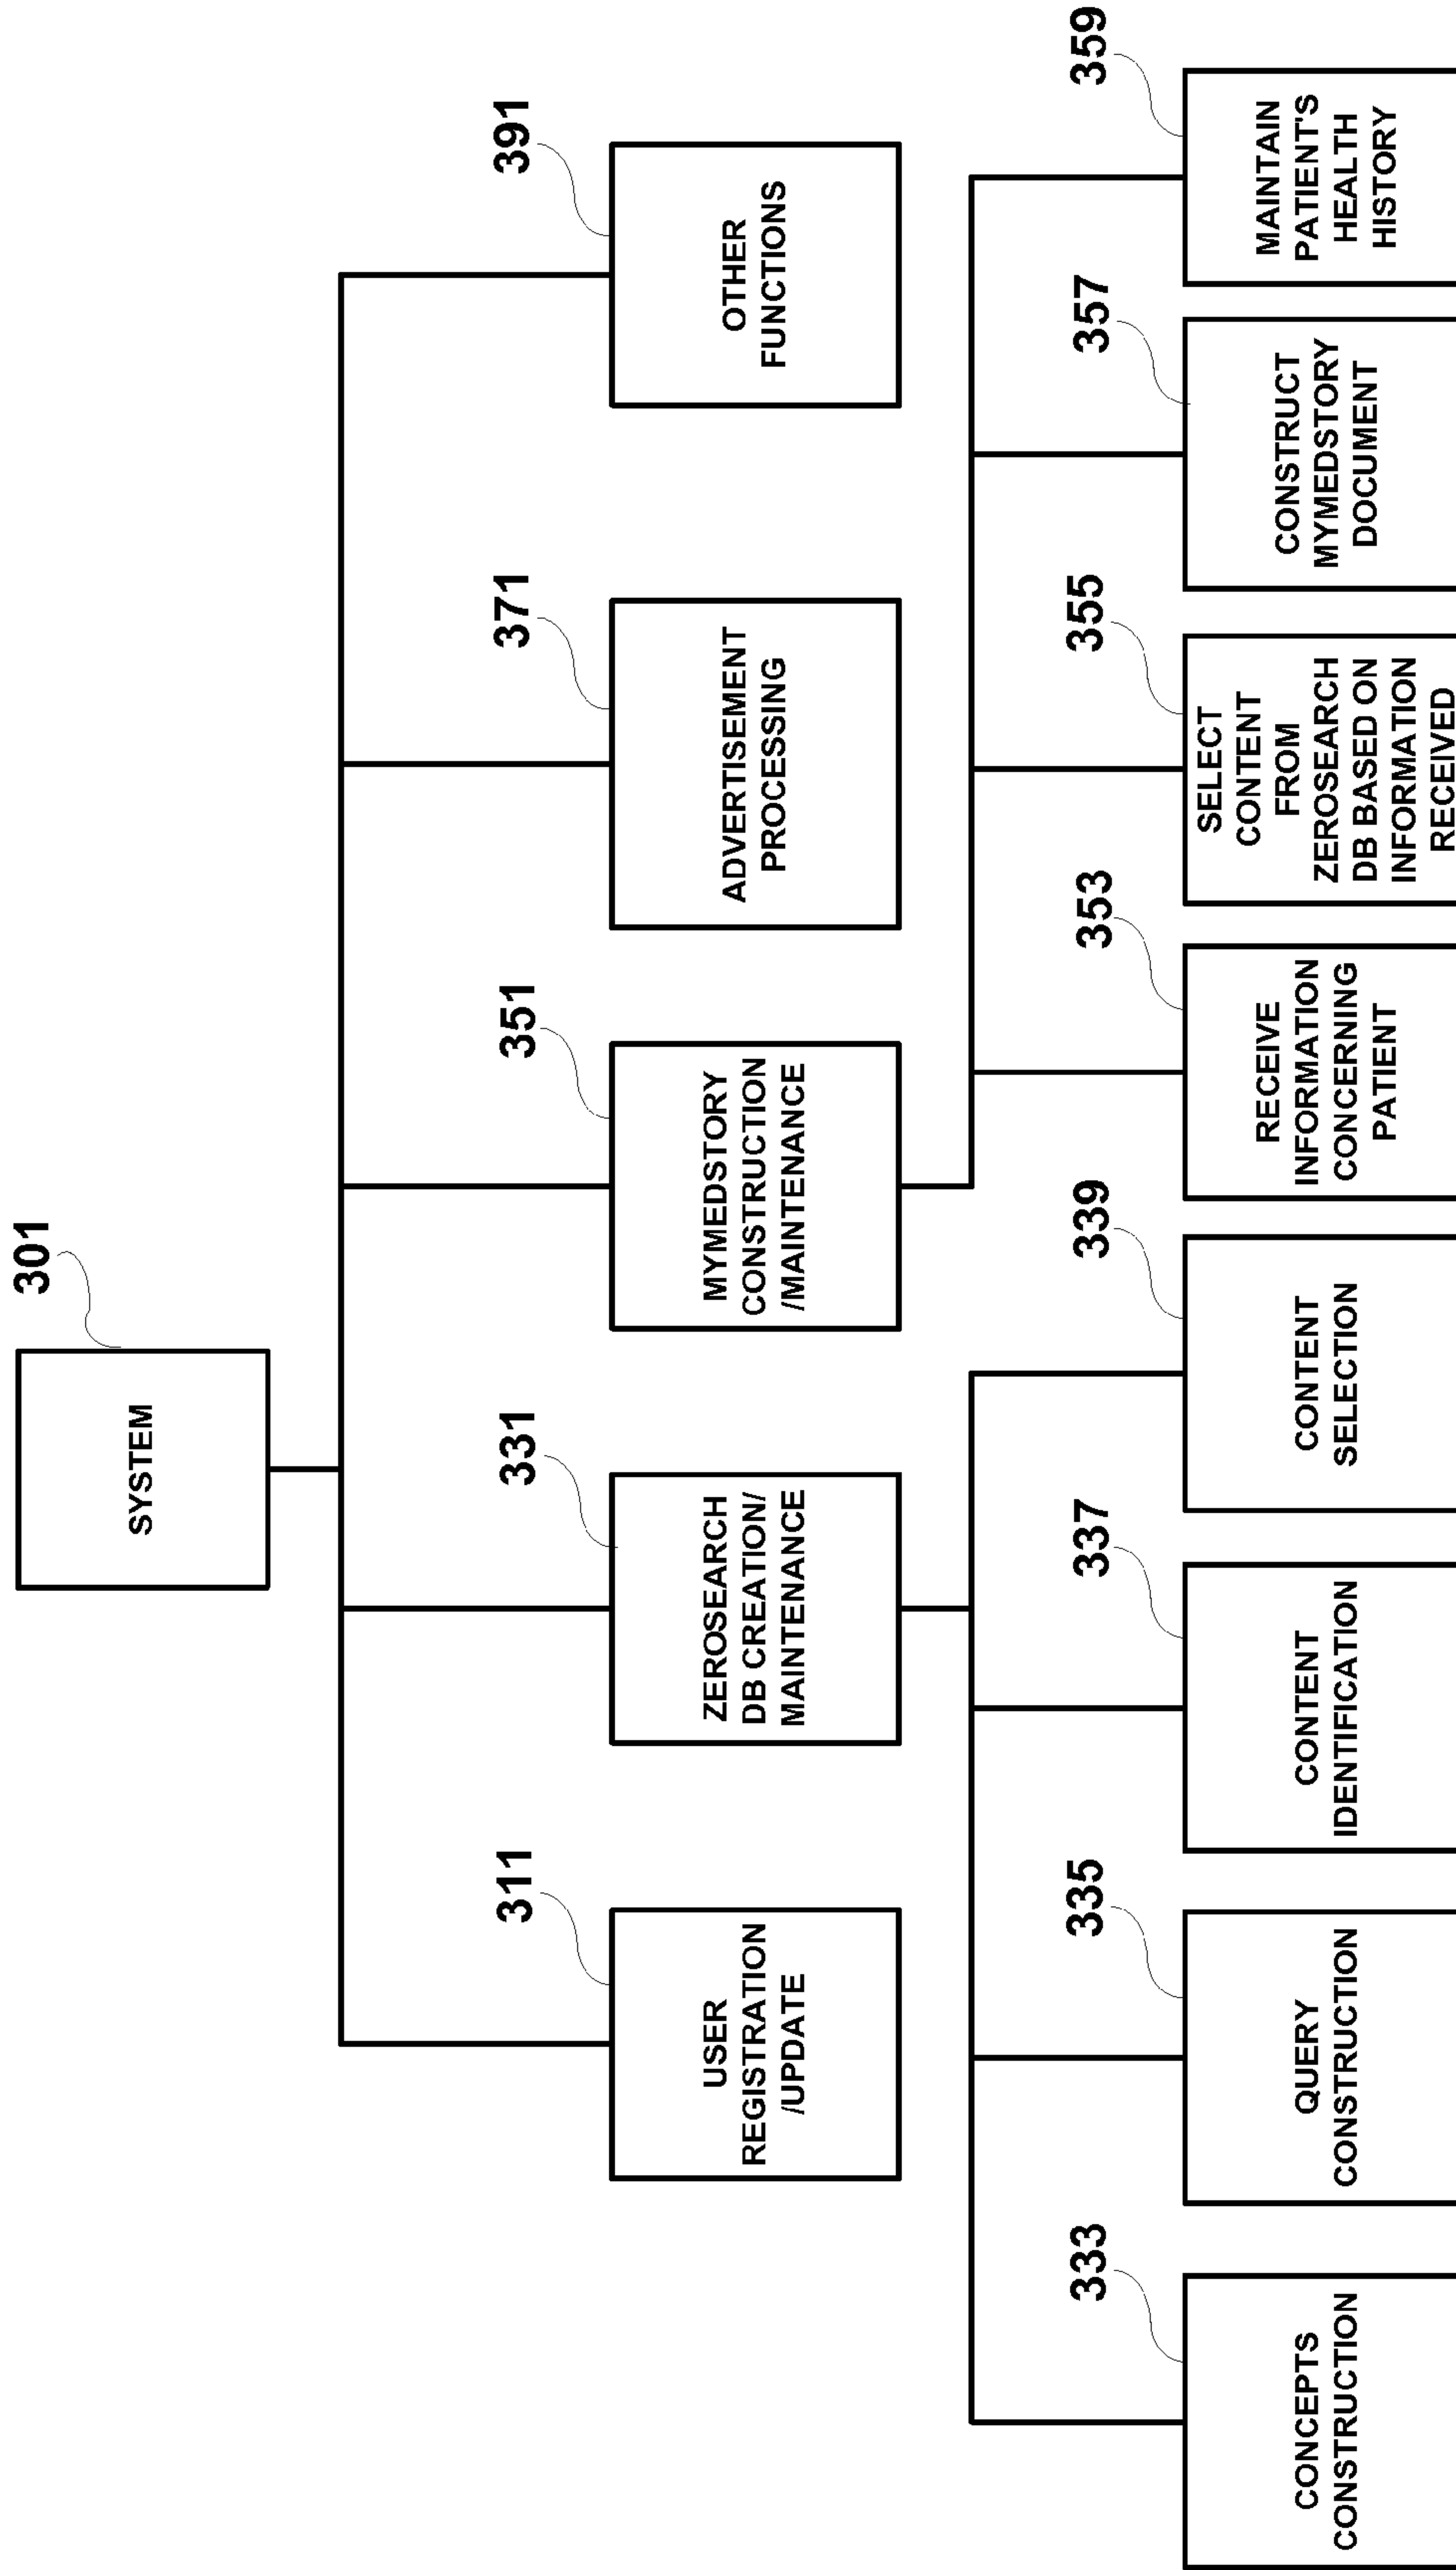 301
SYSTEM
311
USER
REGISTRATION
/UPDATE
331
ZEROSEARCH
DB CREATION/
MAINTENANCE
351
MYMEDSTORY
CONSTRUCTION
/MAINTENANCE
371
ADVERTISEMENT
PROCESSING
391
OTHER
FUNCTIONS
333
CONCEPTS
CONSTRUCTION
335
QUERY
CONSTRUCTION
337
CONTENT
IDENTIFICATION
339
CONTENT
SELECTION
353
RECEIVE
INFORMATION
CONCERNING
PATIENT
355
SELECT
CONTENT
FROM
ZEROSEARCH
DB BASED ON
INFORMATION
RECEIVED
357
CONSTRUCT
MYMEDSTORY
DOCUMENT
359
MAINTAIN
PATIENT'S
HEALTH
HISTORY